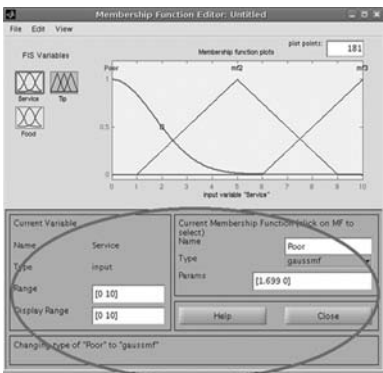 Membership Function Editor: Untitled
File Edit View
FIS Variables
Service Tip
Food
Membership function plots
plot points: 181
Poor mf2 mf3
1
0.5
0
0 1 2 3 4 5 6 7 8 9 10
input variable "Service"
Current Variable
Name Service
Type input
Range [0 10]
Display Range [0 10]
Current Membership Function (click on MF to select)
Name Poor
Type gaussmf
Params [1.699 0]
Help Close
Changing type of "Poor" to "gaussmf"